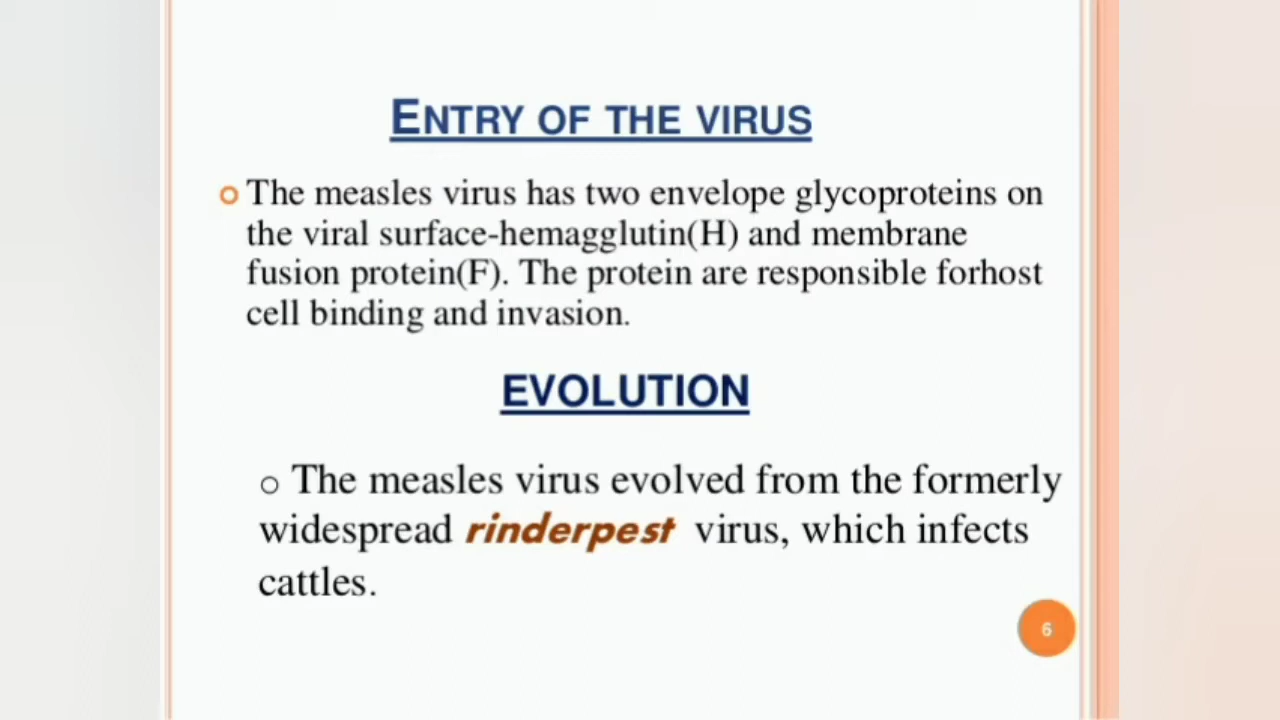 ENTRY OF THE VIRUS
The measles virus has two envelope glycoproteins on
the viral surface-hemagglutin(H) and membrane
fusion protein(F). The protein are responsible forhost
cell binding and invasion.
EVOLUTION
The measles virus evolved from the formerly
widespread rinderpest virus, which infects
cattles.
6